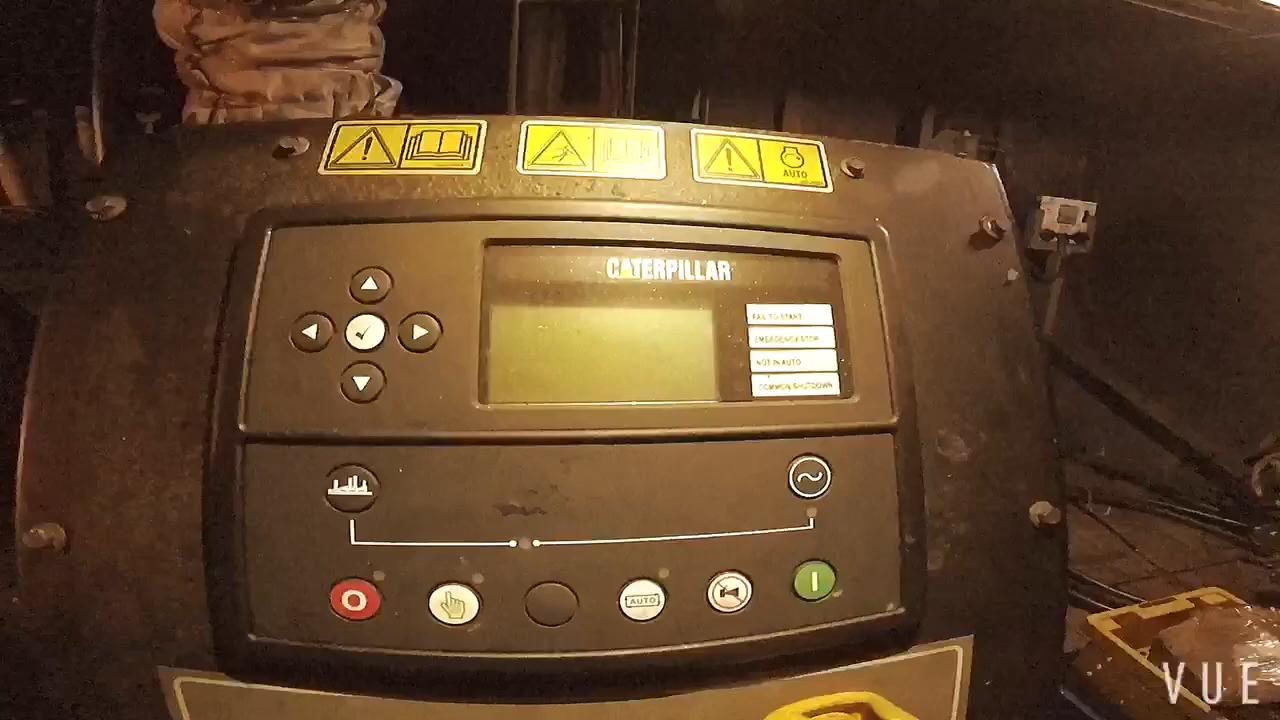 AUTO
CATERPILLAR
FAIL TO START
EMERGENCY STOP
NOT IN AUTO
COMMON SHUTDOWN
AUTO
VUE